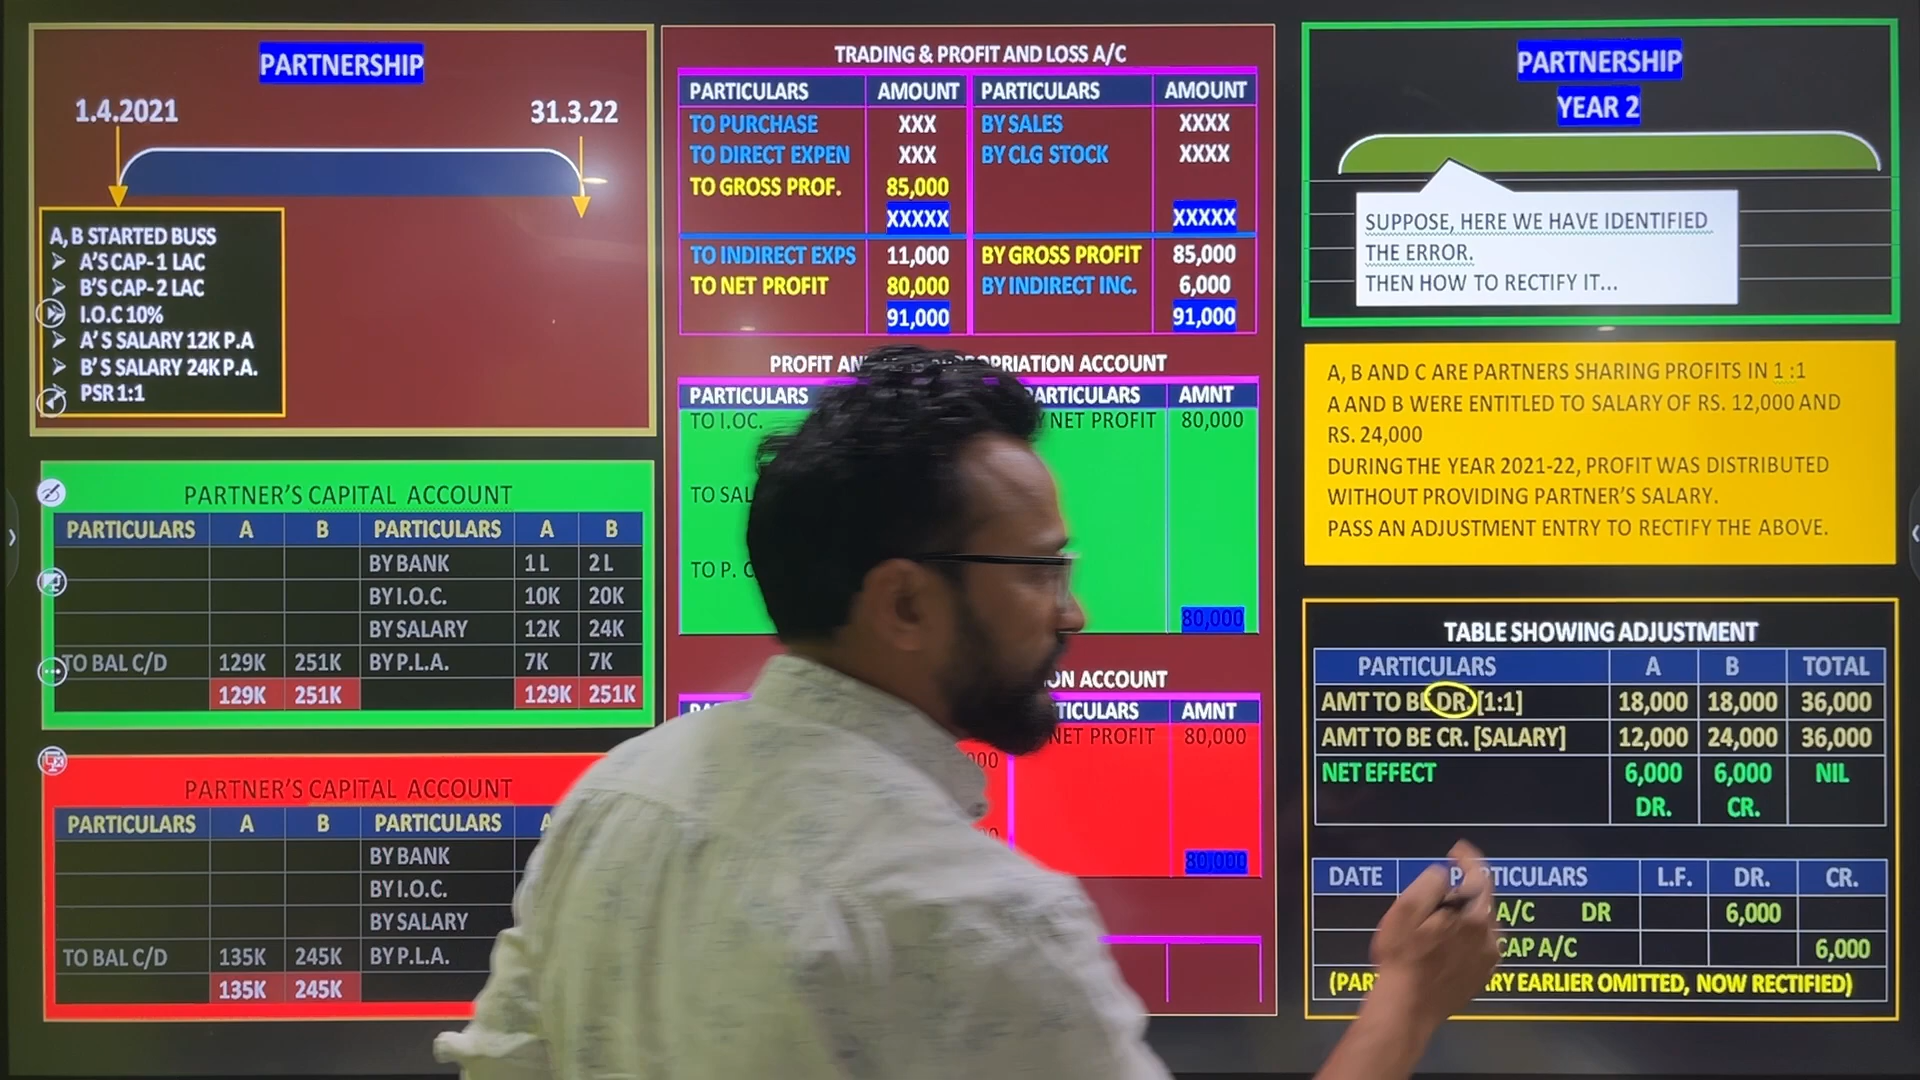 PARTNERSHIP
1.4.2021 31.3.22
A, B STARTED BUSS
A'S CAP- 1 LAC
B'S CAP- 2 LAC
I.O.C 10%
A'S SALARY 12K P.A
B'S SALARY 24K P.A.
PSR 1:1
PARTNER'S CAPITAL ACCOUNT
PARTICULARS A B PARTICULARS A B
BY BANK 1 L 2 L
BY I.O.C. 10K 20K
BY SALARY 12K 24K
TO BAL C/D 129K 251K BY P.L.A. 7K 7K
129K 251K 129K 251K
PARTNER'S CAPITAL ACCOUNT
PARTICULARS A B PARTICULARS A
BY BANK
BY I.O.C.
BY SALARY
TO BAL C/D 135K 245K BY P.L.A.
135K 245K
TRADING & PROFIT AND LOSS A/C
PARTICULARS AMOUNT PARTICULARS AMOUNT
TO PURCHASE XXX BY SALES XXXX
TO DIRECT EXPEN XXX BY CLG STOCK XXXX
TO GROSS PROF. 85,000
XXXXX XXXXX
TO INDIRECT EXPS 11,000 BY GROSS PROFIT 85,000
TO NET PROFIT 80,000 BY INDIRECT INC. 6,000
91,000 91,000
PROFIT AN OPRIATION ACCOUNT
PARTICULARS ARTICULARS AMNT
TO I.O.C. NET PROFIT 80,000
TO SAL
TO P. C
80,000
ON ACCOUNT
TICULARS AMNT
NET PROFIT 80,000
80,000
PARTNERSHIP
YEAR 2
SUPPOSE, HERE WE HAVE IDENTIFIED
THE ERROR.
THEN HOW TO RECTIFY IT...
A, B AND C ARE PARTNERS SHARING PROFITS IN 1 :1
A AND B WERE ENTITLED TO SALARY OF RS. 12,000 AND
RS. 24,000
DURING THE YEAR 2021-22, PROFIT WAS DISTRIBUTED
WITHOUT PROVIDING PARTNER'S SALARY.
PASS AN ADJUSTMENT ENTRY TO RECTIFY THE ABOVE.
TABLE SHOWING ADJUSTMENT
PARTICULARS A B TOTAL
AMT TO BE DR. [1:1] 18,000 18,000 36,000
AMT TO BE CR. [SALARY] 12,000 24,000 36,000
NET EFFECT 6,000 6,000 NIL
DR. CR.
DATE P TICULARS L.F. DR. CR.
A/C DR 6,000
CAP A/C 6,000
(PAR RY EARLIER OMITTED, NOW RECTIFIED)